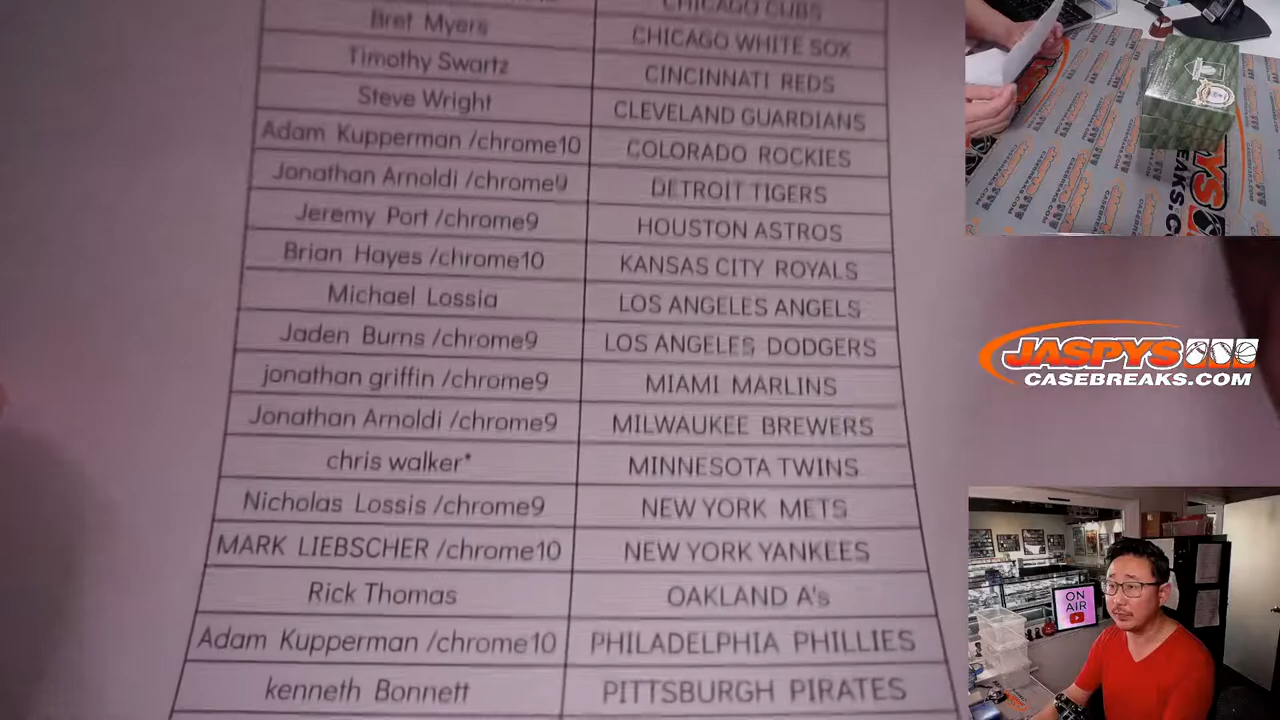 CHICAGO CUBS
Bret Myers CHICAGO WHITE SOX
Timothy Swartz CINCINNATI REDS
Steve Wright CLEVELAND GUARDIANS
Adam Kupperman /chrome10 COLORADO ROCKIES
Jonathan Arnoldi /chrome9 DETROIT TIGERS
Jeremy Port /chrome9 HOUSTON ASTROS
Brian Hayes /chrome10 KANSAS CITY ROYALS
Michael Lossia LOS ANGELES ANGELS
Jaden Burns /chrome9 LOS ANGELES DODGERS
jonathan griffin /chrome9 MIAMI MARLINS
Jonathan Arnoldi /chrome9 MILWAUKEE BREWERS
chris walker* MINNESOTA TWINS
Nicholas Lossis /chrome9 NEW YORK METS
MARK LIEBSCHER /chrome10 NEW YORK YANKEES
Rick Thomas OAKLAND A's
Adam Kupperman /chrome10 PHILADELPHIA PHILLIES
kenneth Bonnett PITTSBURGH PIRATES
JASPYS
CASEBREAKS.COM
ON
AIR